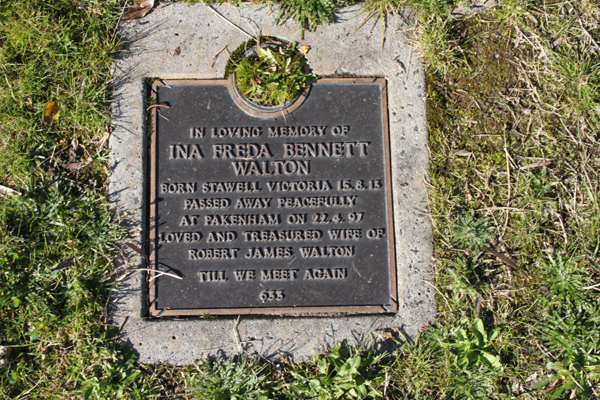 IN LOVING MEMORY OF
INA FREDA BENNETT
WALTON
BORN STAWELL VICTORIA 15.8.13
PASSED AWAY PEACEFULLY
AT PAKENHAM ON 22.4.97
LOVED AND TREASURED WIFE OF
ROBERT JAMES WALTON
TILL WE MEET AGAIN
633